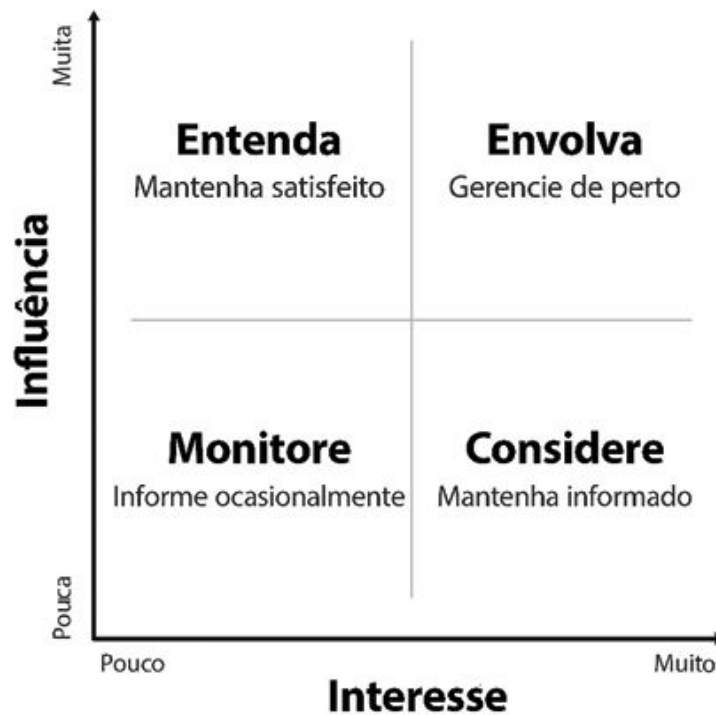 Muita
Entenda
Mantenha satisfeito
Envolva
Gerencie de perto
Influência
Monitore
Informe ocasionalmente
Considere
Mantenha informado
Pouca
Pouco
Muito
Interesse